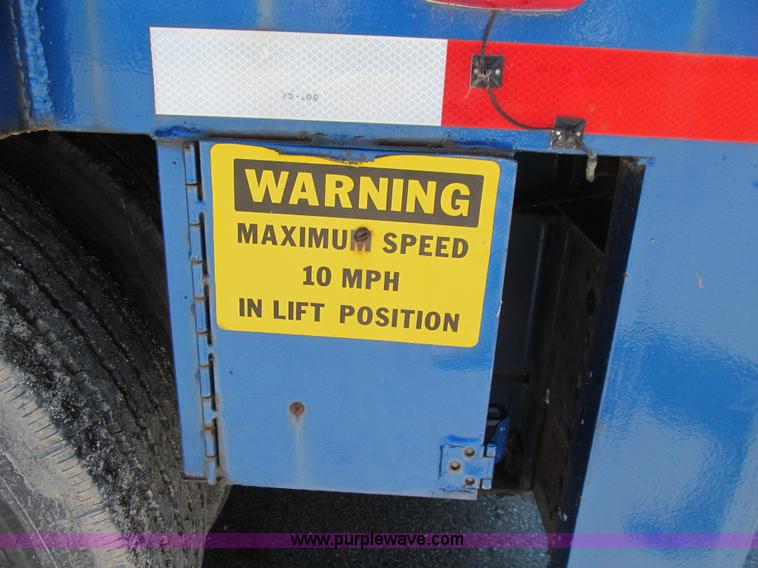 WARNING
MAXIMUM SPEED
10 MPH
IN LIFT POSITION
www.purplewave.com